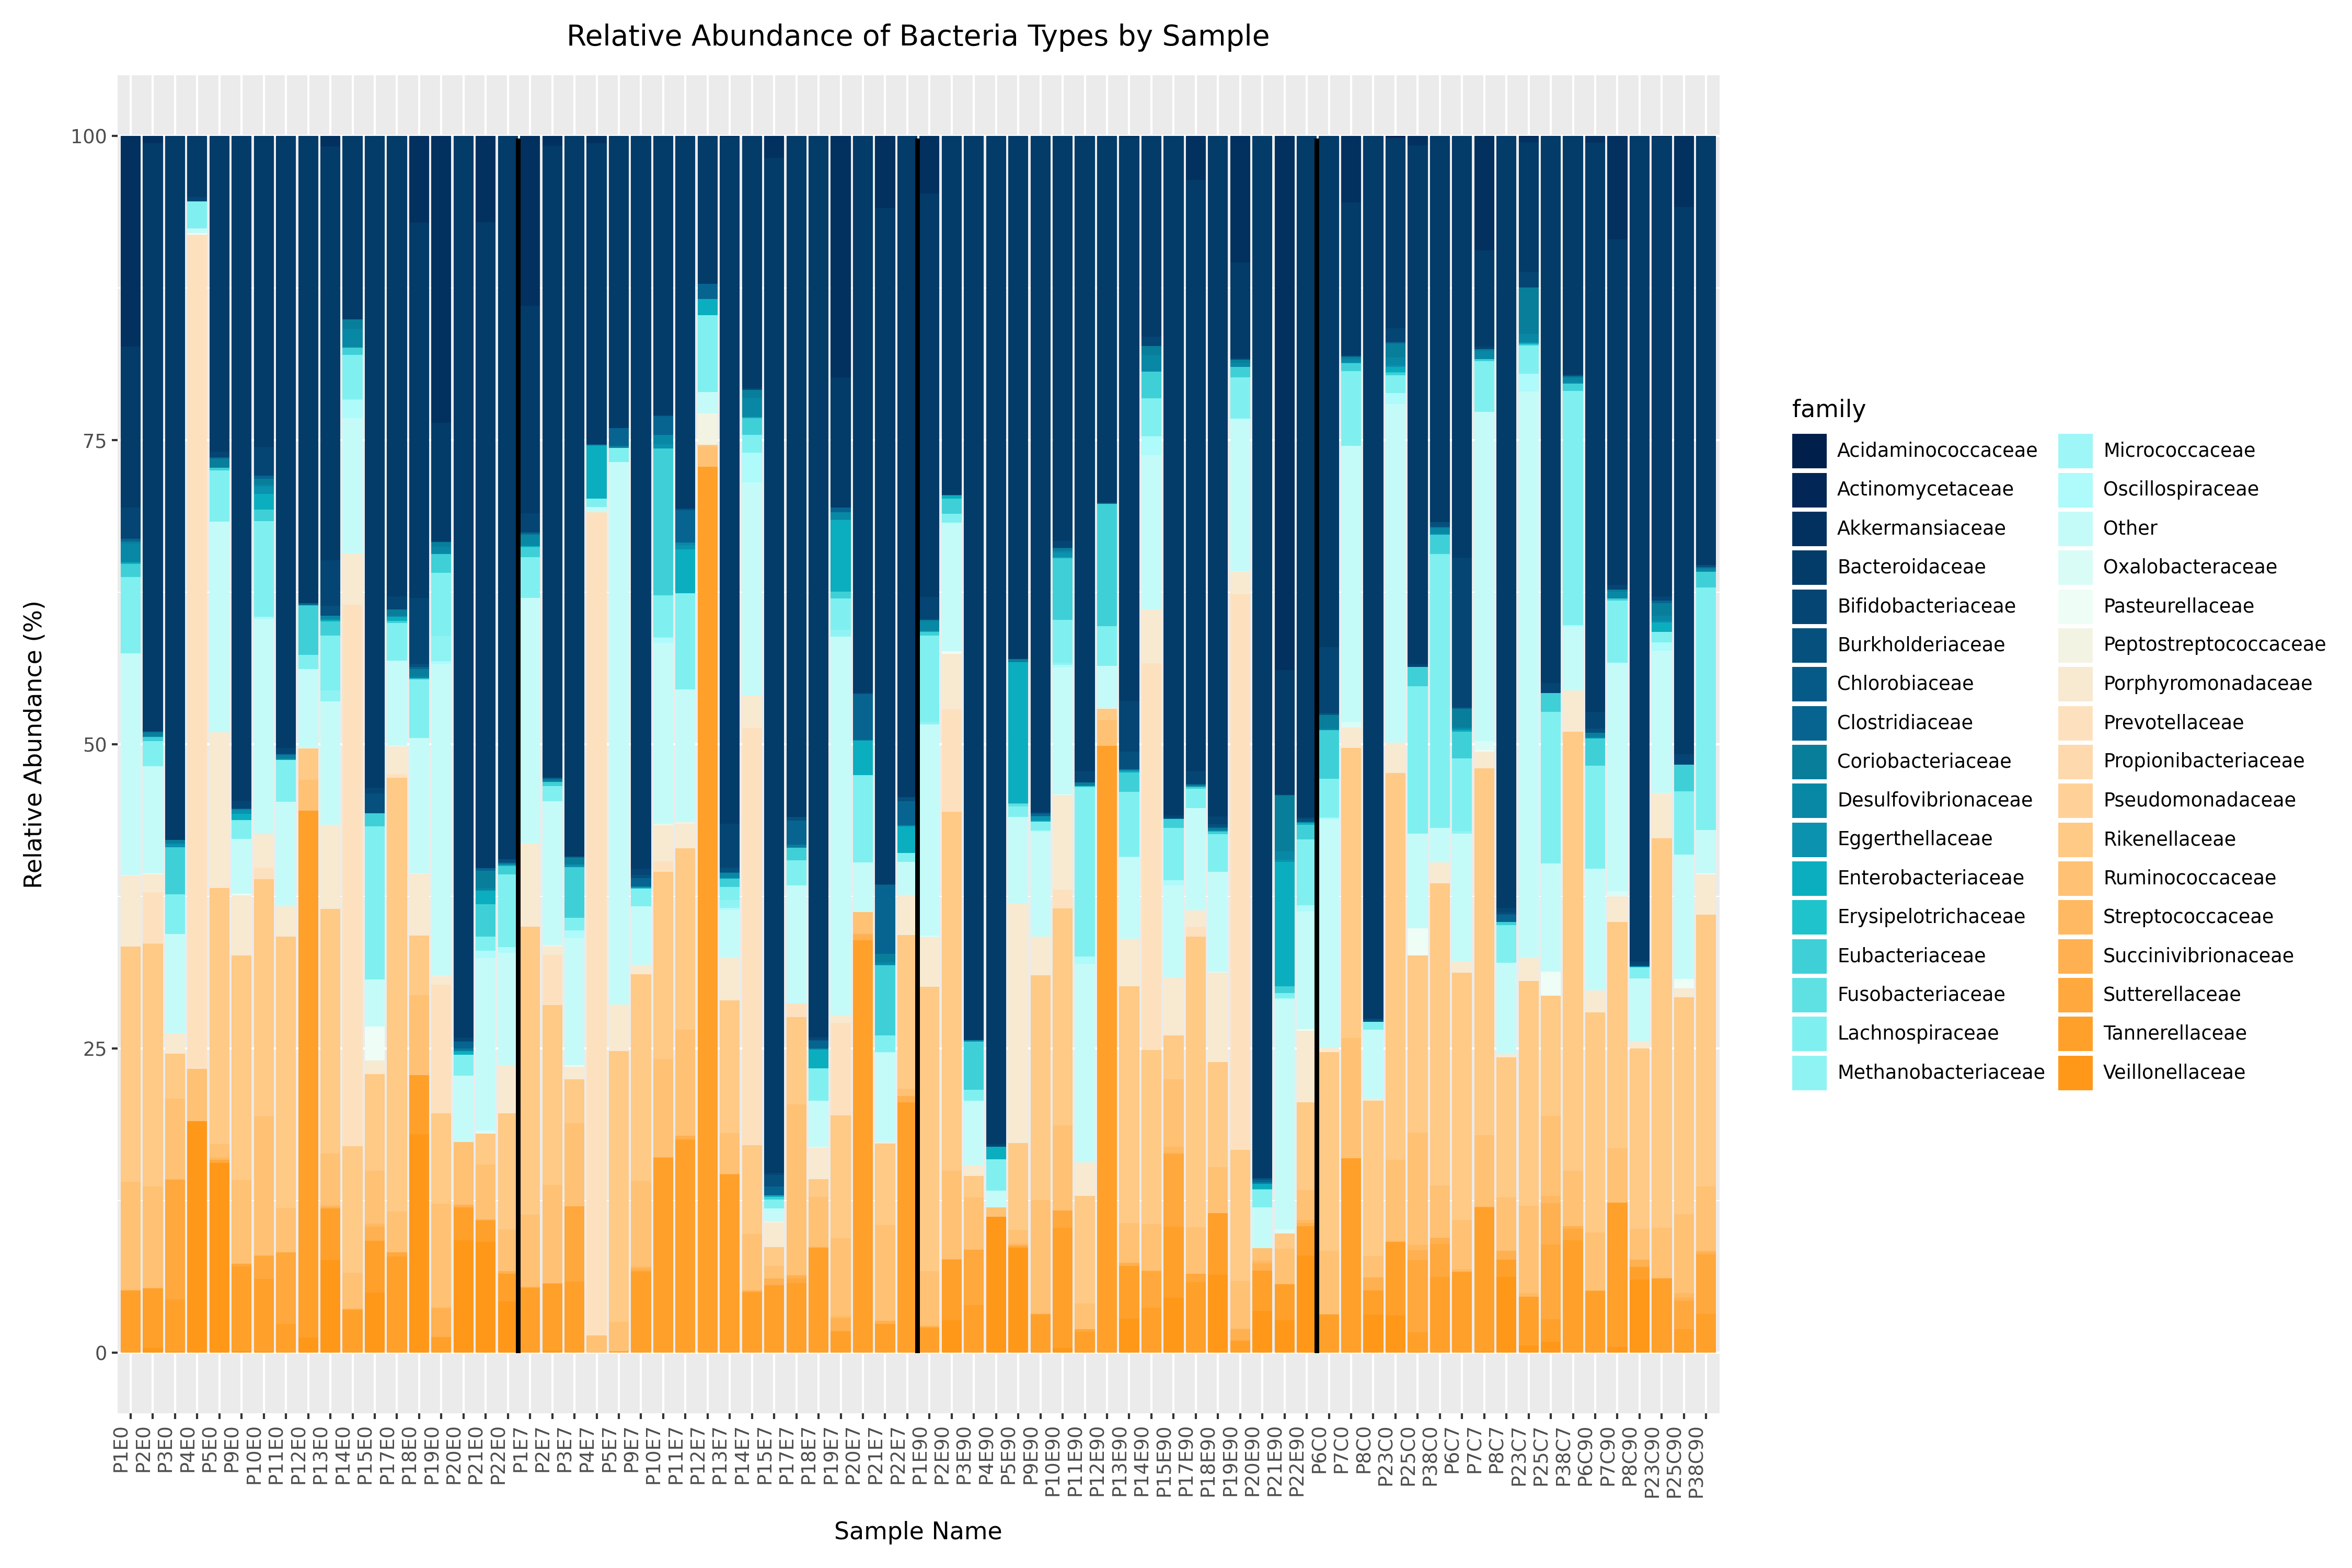 Relative Abundance of Bacteria Types by Sample
Relative Abundance (%)
100
75
50
25
0
P1E0
P2E0
P3E0
P4E0
P5E0
P9E0
P10E0
P11E0
P12E0
P13E0
P14E0
P15E0
P17E0
P18E0
P19E0
P20E0
P21E0
P22E0
P1E7
P2E7
P3E7
P4E7
P5E7
P9E7
P10E7
P11E7
P12E7
P13E7
P14E7
P15E7
P17E7
P18E7
P19E7
P20E7
P21E7
P22E7
P1E90
P2E90
P3E90
P4E90
P5E90
P9E90
P10E90
P11E90
P12E90
P13E90
P14E90
P15E90
P17E90
P18E90
P19E90
P20E90
P21E90
P22E90
P6C0
P7C0
P8C0
P23C0
P25C0
P38C0
P6C7
P7C7
P8C7
P23C7
P25C7
P38C7
P6C90
P7C90
P8C90
P23C90
P25C90
P38C90
Sample Name
family
Acidaminococcaceae
Actinomycetaceae
Akkermansiaceae
Bacteroidaceae
Bifidobacteriaceae
Burkholderiaceae
Chlorobiaceae
Clostridiaceae
Coriobacteriaceae
Desulfovibrionaceae
Eggerthellaceae
Enterobacteriaceae
Erysipelotrichaceae
Eubacteriaceae
Fusobacteriaceae
Lachnospiraceae
Methanobacteriaceae
Micrococcaceae
Oscillospiraceae
Other
Oxalobacteraceae
Pasteurellaceae
Peptostreptococcaceae
Porphyromonadaceae
Prevotellaceae
Propionibacteriaceae
Pseudomonadaceae
Rikenellaceae
Ruminococcaceae
Streptococcaceae
Succinivibrionaceae
Sutterellaceae
Tannerellaceae
Veillonellaceae